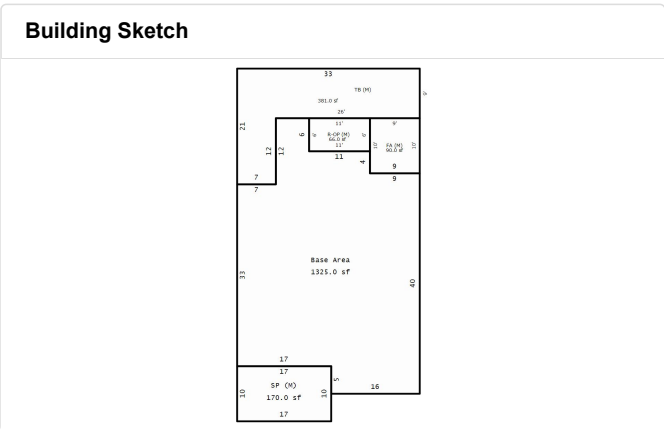 Building Sketch
33
TB (M)
9'
381.0 sf
26'
21
11'
9'
6
6'
R-OP (M)
6'
66.0 sf
11'
10'
FA (M)
10'
90.0 sf
12
12
11
4
9
7
9
7
Base Area
1325.0 sf
33
40
17
17
5
SP (M)
16
10
10
170.0 sf
17